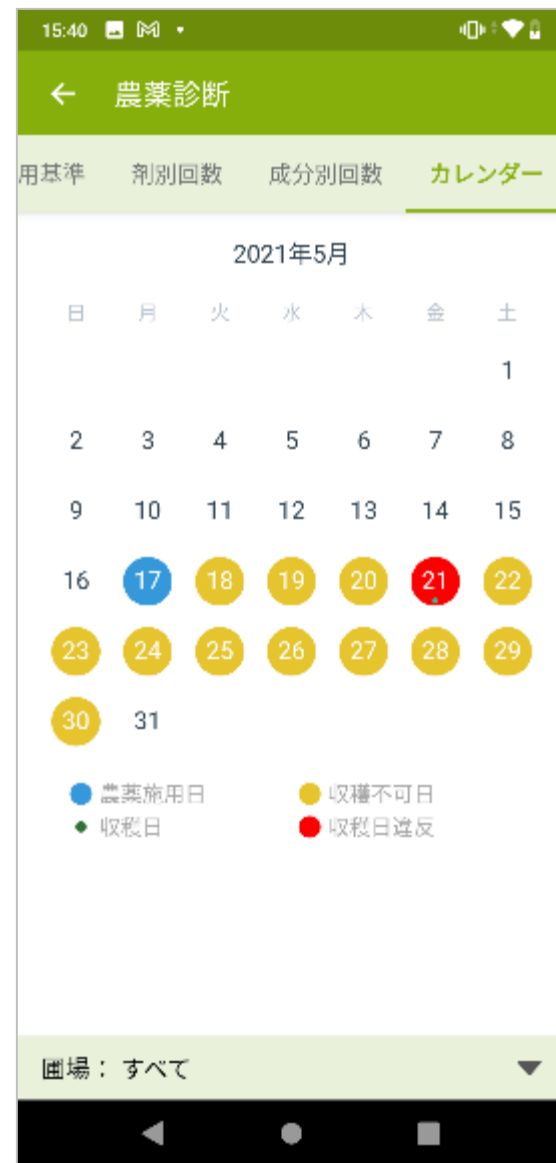 15:40
農薬診断
用基準 剤別回数 成分別回数 カレンダー
2021年5月
日 月 火 水 木 金 土
1
2 3 4 5 6 7 8
9 10 11 12 13 14 15
16 17 18 19 20 21 22
23 24 25 26 27 28 29
30 31
農薬施用日 収穫不可日
収穫日 収穫日違反
圃場： すべて